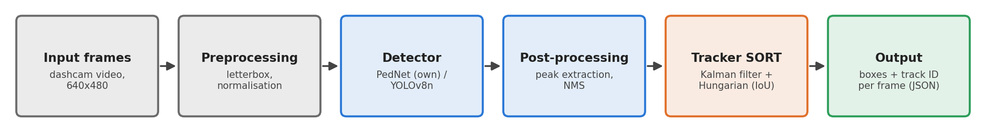 Input frames
dashcam video,
640x480
Preprocessing
letterbox,
normalisation
Detector
PedNet (own) /
YOLOv8n
Post-processing
peak extraction,
NMS
Tracker SORT
Kalman filter +
Hungarian (IoU)
Output
boxes + track ID
per frame (JSON)